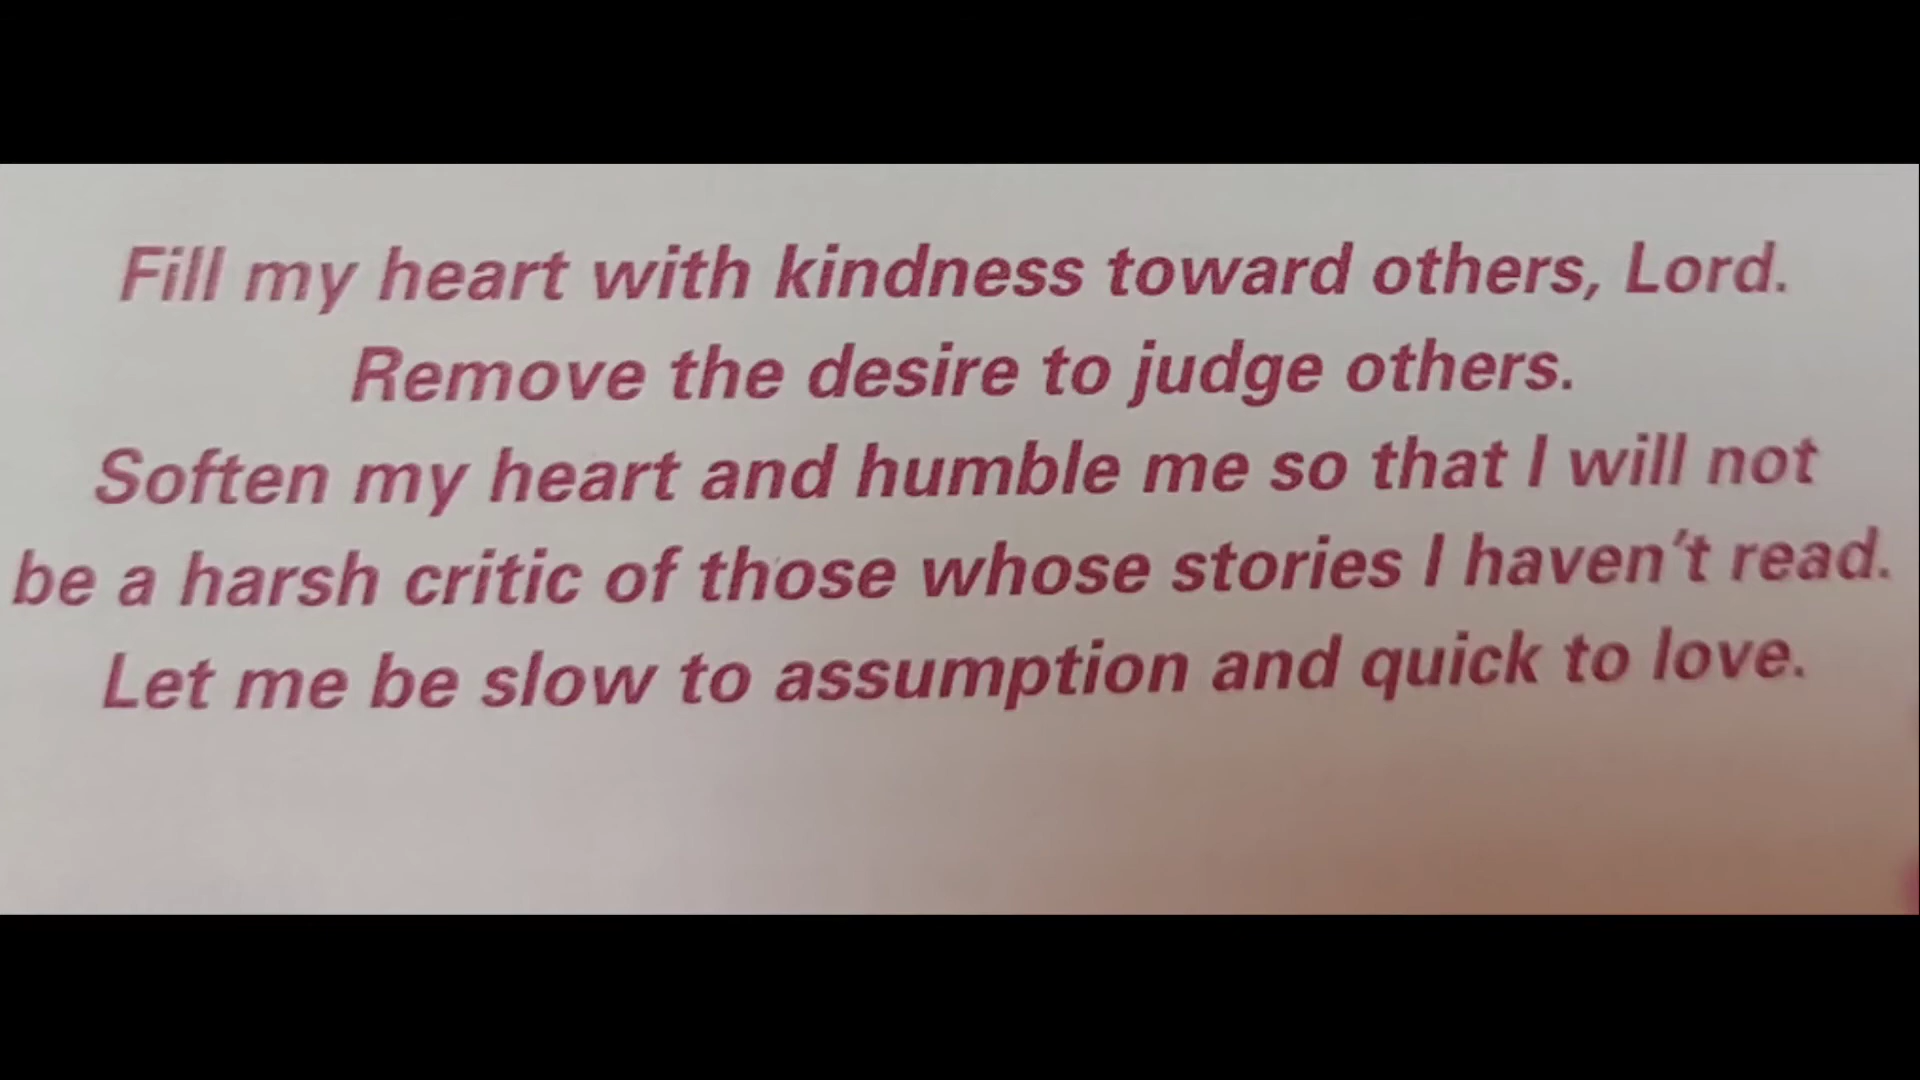 Fill my heart with kindness toward others, Lord.
Remove the desire to judge others.
Soften my heart and humble me so that I will not
be a harsh critic of those whose stories I haven't read.
Let me be slow to assumption and quick to love.